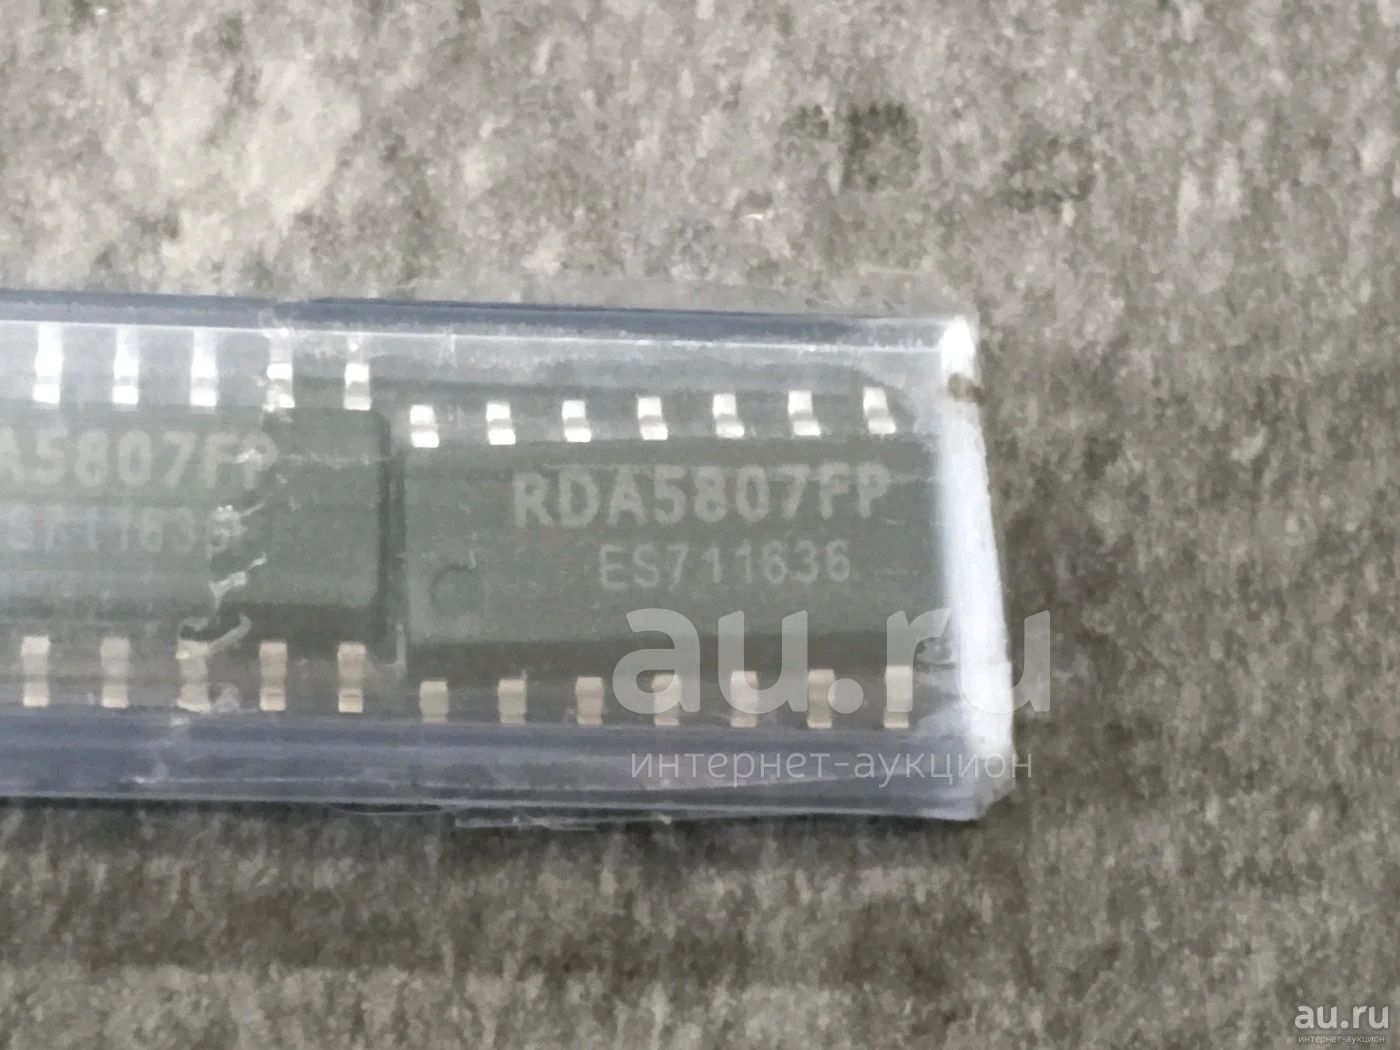 A5807FP
RDA5807FP
ES711636
au.ru
интернет-аукцион
au.ru
интернет-аукцион